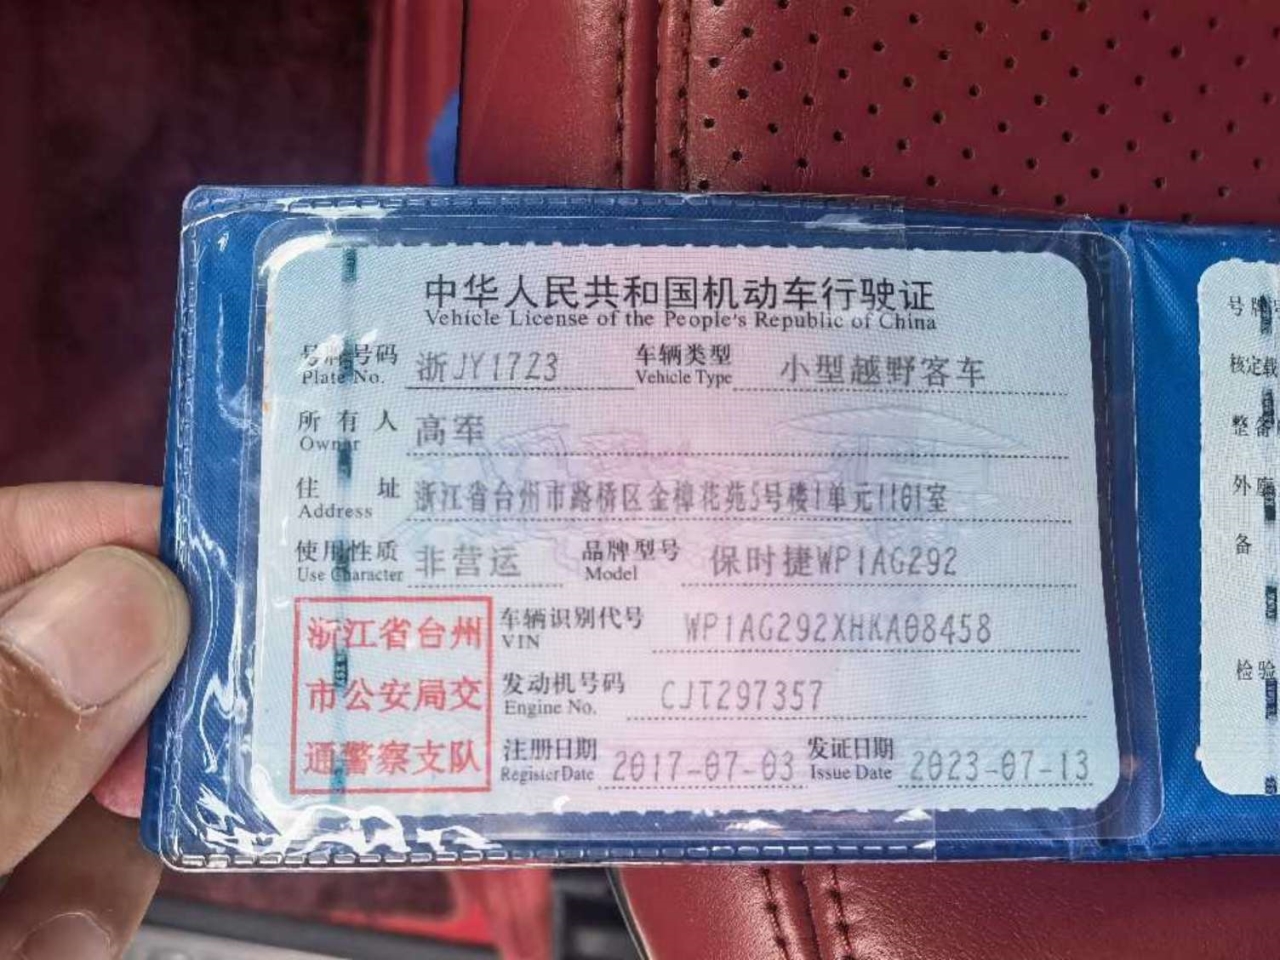 中华人民共和国机动车行驶证
Vehicle License of the People's Republic of China
号牌号码 浙JY17Z3 车辆类型 小型越野客车
Plate No. Vehicle Type
所有人 高军
Owner
住址 浙江省台州市路桥区金樟花苑5号楼1单元1101室
Address
使用性质 非营运 品牌型号 保时捷WP1AG292
Use Character Model
浙江省台州 车辆识别代号 WP1AG292XHKA08458
VIN
市公安局交 发动机号码 CJT297357
Engine No.
通警察支队 注册日期 2017-07-03 发证日期 2023-07-13
Register Date Issue Date
号牌
核定载
整备
外廓
备
检验